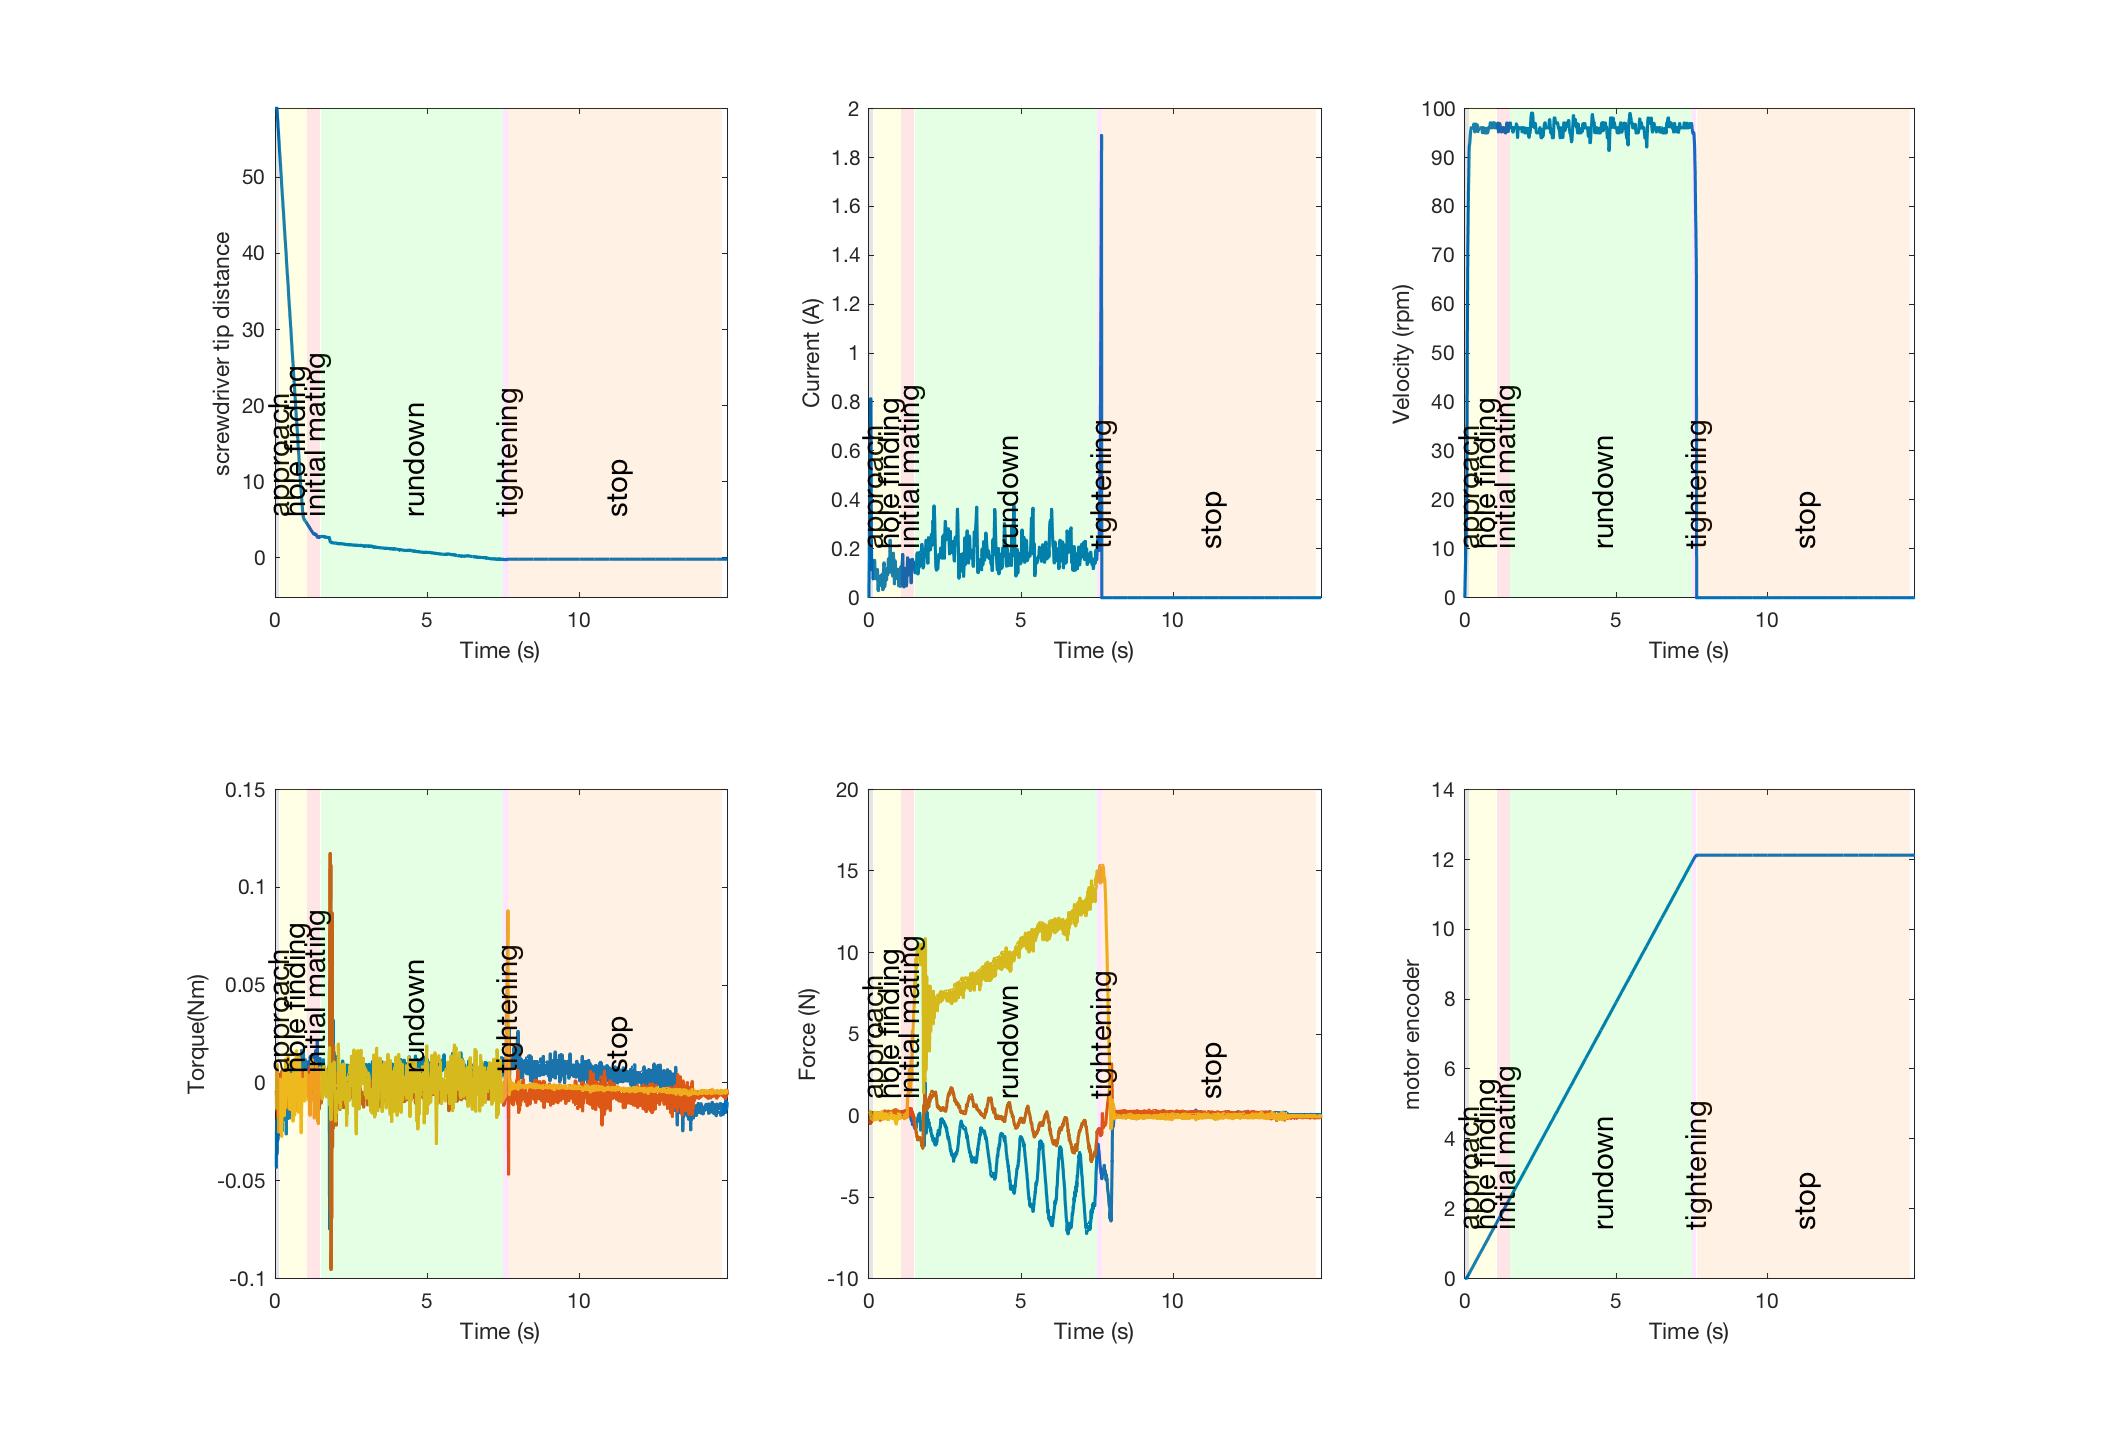 screwdriver tip distance
50
40
30
20
10
0
approach
hole finding
initial mating
rundown
tightening
stop
0 5 10
Time (s)
Current (A)
2
1.8
1.6
1.4
1.2
1
0.8
0.6
0.4
0.2
0
approach
hole finding
initial mating
rundown
tightening
stop
0 5 10
Time (s)
Velocity (rpm)
100
90
80
70
60
50
40
30
20
10
0
approach
hole finding
initial mating
rundown
tightening
stop
0 5 10
Time (s)
Torque(Nm)
0.15
0.1
0.05
0
-0.05
-0.1
approach
hole finding
initial mating
rundown
tightening
stop
0 5 10
Time (s)
Force (N)
20
15
10
5
0
-5
-10
approach
hole finding
initial mating
rundown
tightening
stop
0 5 10
Time (s)
motor encoder
14
12
10
8
6
4
2
0
approach
hole finding
initial mating
rundown
tightening
stop
0 5 10
Time (s)